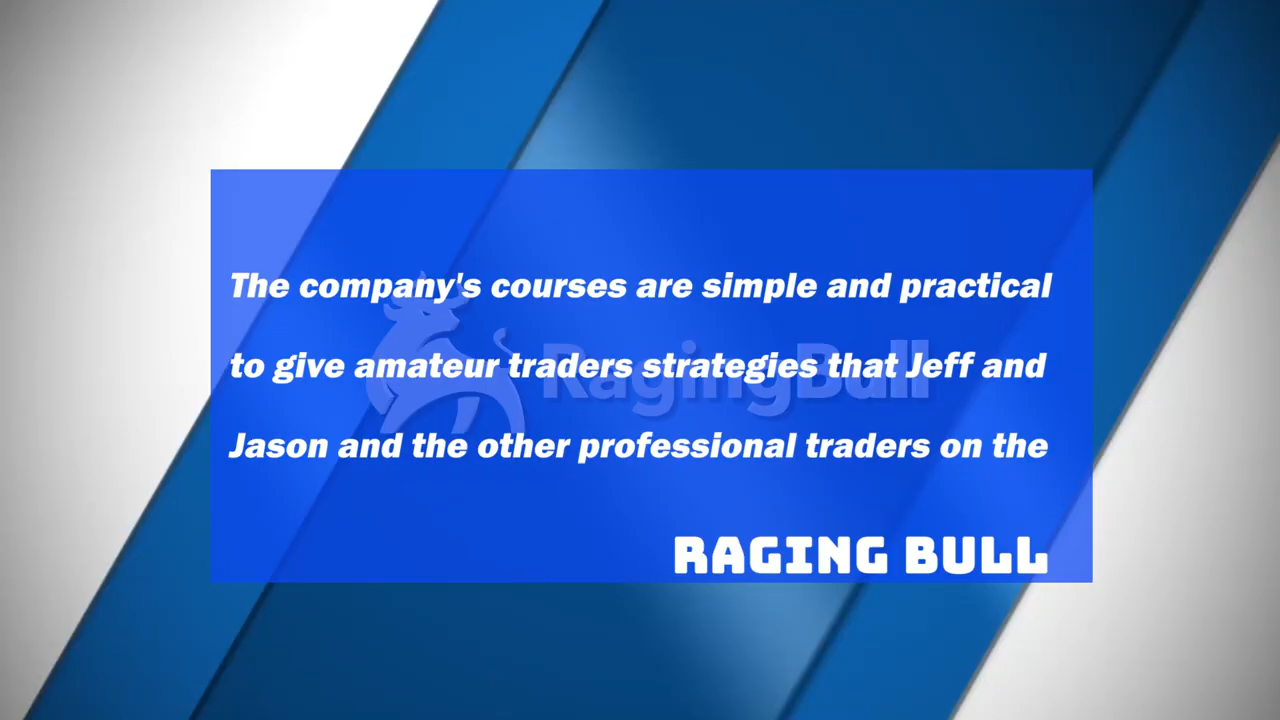 The company's courses are simple and practical
to give amateur traders strategies that Jeff and
RagingBull
Jason and the other professional traders on the
RAGING BULL